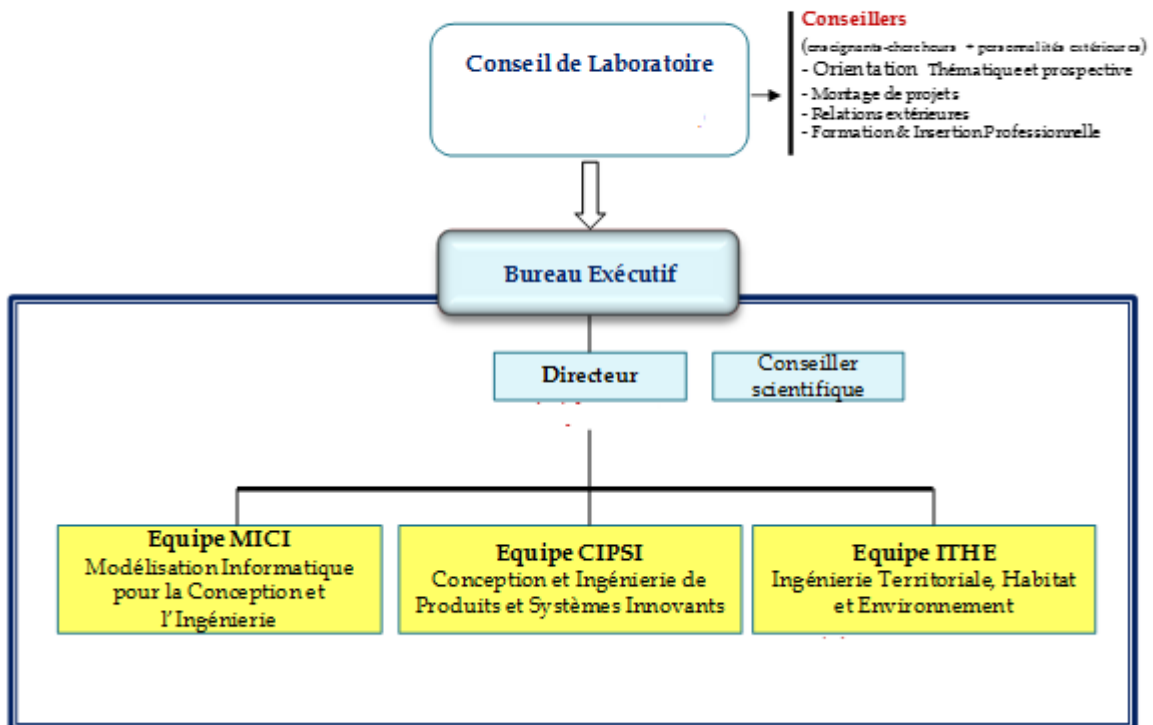 Conseil de Laboratoire
Conseillers
(enseignants-chercheurs + personnalités extérieures)
- Orientation Thématique et prospective
- Montage de projets
- Relations extérieures
- Formation & Insertion Professionnelle
Bureau Exécutif
Directeur
Conseiller
scientifique
Equipe MICI
Modélisation Informatique
pour la Conception et
l'Ingénierie
Equipe CIPSI
Conception et Ingénierie de
Produits et Systèmes Innovants
Equipe ITHE
Ingénierie Territoriale, Habitat
et Environnement